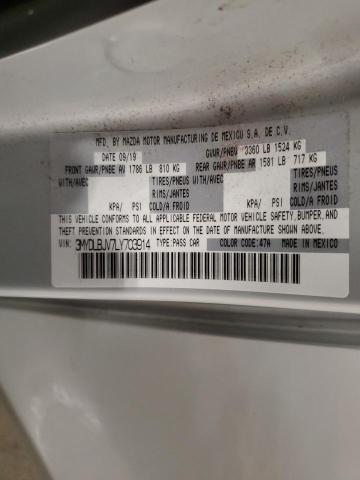 MFD. BY MAZDA MOTOR MANUFACTURING DE MEXICO S.A. DE C.V.
DATE 09/19 GVWR/PNBV 3360 LB 1524 KG
FRONT GAWR/PNBE AV 1786 LB 810 KG REAR GAWR/PNBE AR 1581 LB 717 KG
WITH/AVEC TIRES/PNEUS WITH/AVEC TIRES/PNEUS
RIMS/JANTES RIMS/JANTES
KPA/ PSI COLD/A FROID KPA/ PSI COLD/A FROID
THIS VEHICLE CONFORMS TO ALL APPLICABLE FEDERAL MOTOR VEHICLE SAFETY, BUMPER, AND
THEFT PREVENTION STANDARDS IN EFFECT ON THE DATE OF MANUFACTURE SHOWN ABOVE.
VIN: 3MYDLBJV7LY703914 TYPE PASS CAR COLOR CODE:47A MADE IN MEXICO